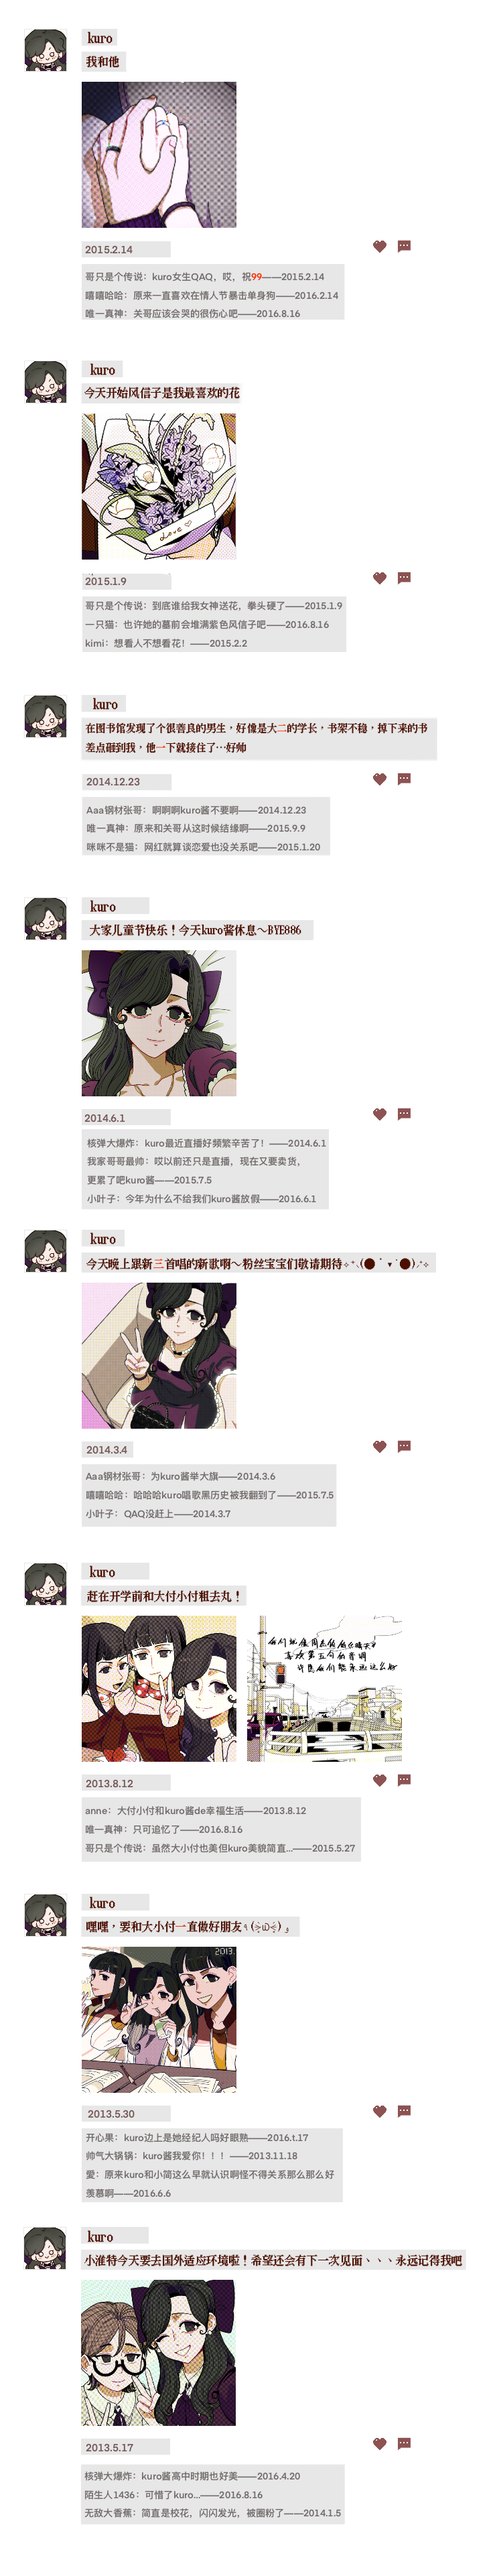 kuro
我和他
2015.2.14
哥只是个传说：kuro女生QAQ，哎，祝99——2015.2.14
嘻嘻哈哈：原来一直喜欢在情人节暴击单身狗——2016.2.14
唯一真神：关哥应该会哭的很伤心吧——2016.8.16
kuro
今天开始风信子是我最喜欢的花
Love
2015.1.9
哥只是个传说：到底谁给我女神送花，拳头硬了——2015.1.9
一只猫：也许她的墓前会堆满紫色风信子吧——2016.8.16
kimi：想看人不想看花！——2015.2.2
kuro
在图书馆发现了个很善良的男生，好像是大二的学长，书架不稳，掉下来的书
差点砸到我，他一下就接住了…好帅
2014.12.23
Aaa钢材张哥：啊啊啊kuro酱不要啊——2014.12.23
唯一真神：原来和关哥从这时候结缘啊——2015.9.9
咪咪不是猫：网红就算谈恋爱也没关系吧——2015.1.20
kuro
大家儿童节快乐！今天kuro酱休息～BYE886
2014.6.1
核弹大爆炸：kuro最近直播好频繁辛苦了！——2014.6.1
我家哥哥最帅：哎以前还只是直播，现在又要卖货，
更累了吧kuro酱——2015.7.5
小叶子：今年为什么不给我们kuro酱放假——2016.6.1
kuro
今天晚上跟新三首唱的新歌啊～粉丝宝宝们敬请期待✧⁺⸜(●˙▾˙●)⸝⁺✧
2014.3.4
Aaa钢材张哥：为kuro酱举大旗——2014.3.6
嘻嘻哈哈：哈哈哈kuro唱歌黑历史被我翻到了——2015.7.5
小叶子：QAQ没赶上——2014.3.7
kuro
赶在开学前和大付小付粗去丸！
2013.8.12
anne：大付小付和kuro酱de幸福生活——2013.8.12
唯一真神：只可追忆了——2016.8.16
哥只是个传说：虽然大小付也美但kuro美貌简直...——2015.5.27
kuro
嘿嘿，要和大小付一直做好朋友
2013.
2013.5.30
开心果：kuro边上是她经纪人吗好眼熟——2016.t.17
帅气大锅锅：kuro酱我爱你！！！——2013.11.18
愛：原来kuro和小简这么早就认识啊怪不得关系那么那么好
羡慕啊——2016.6.6
kuro
小淮特今天要去国外适应环境啦！希望还会有下一次见面、、、永远记得我吧
2013.5.17
核弹大爆炸：kuro酱高中时期也好美——2016.4.20
陌生人1436：可惜了kuro...——2016.8.16
无敌大香蕉：简直是校花，闪闪发光，被圈粉了——2014.1.5